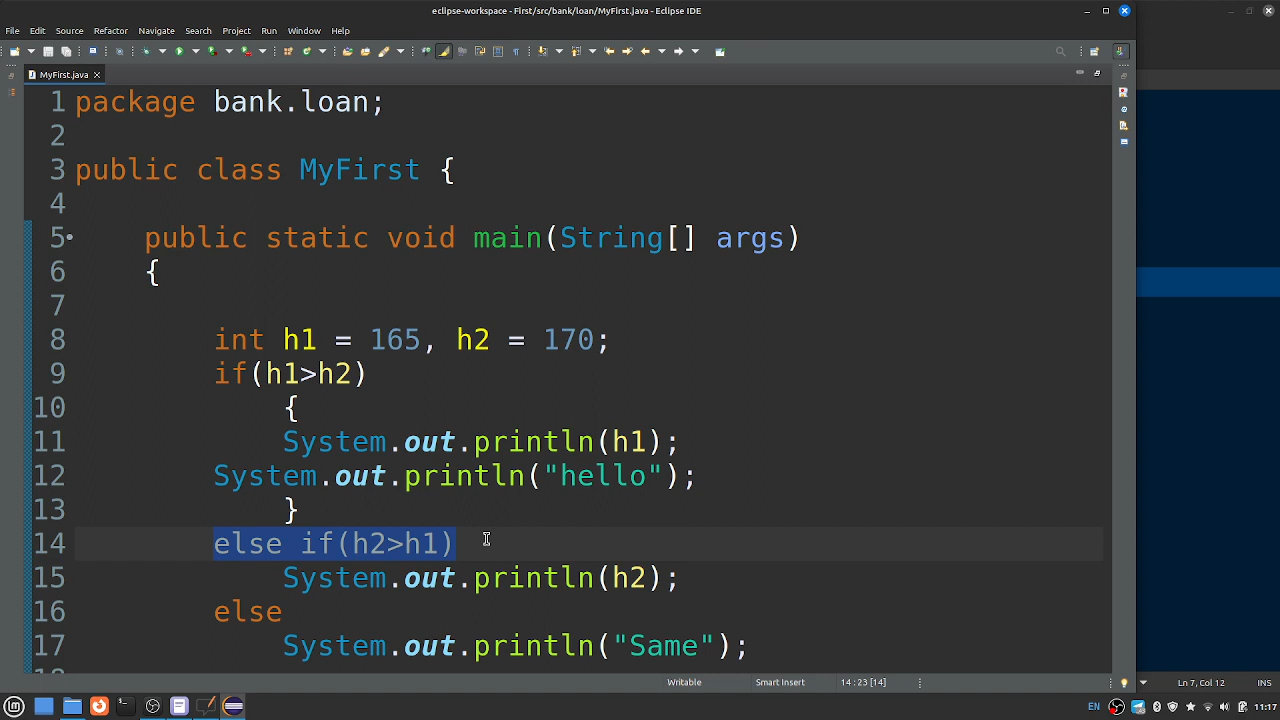 eclipse-workspace - First/src/bank/loan/MyFirst.java - Eclipse IDE
File Edit Source Refactor Navigate Search Project Run Window Help
MyFirst.java
1 package bank.loan;
2
3 public class MyFirst {
4
5 public static void main(String[] args)
6 {
7
8 int h1 = 165, h2 = 170;
9 if(h1>h2)
10 {
11 System.out.println(h1);
12 System.out.println("hello");
13 }
14 else if(h2>h1)
15 System.out.println(h2);
16 else
17 System.out.println("Same");
Writable Smart Insert 14 : 23 [14] Ln 7, Col 12 INS
EN 11:17